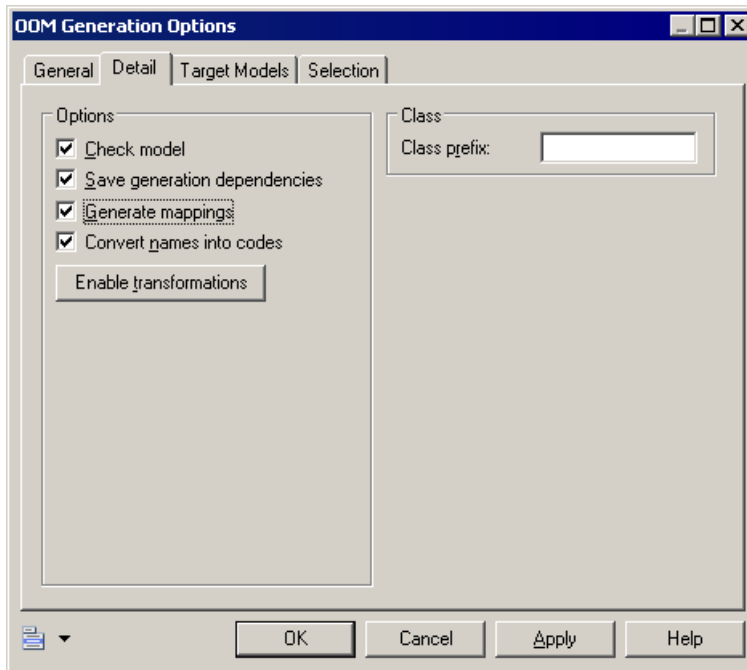 OOM Generation Options
General Detail Target Models Selection
Options
Check model
Save generation dependencies
Generate mappings
Convert names into codes
Enable transformations
Class
Class prefix:
OK Cancel Apply Help